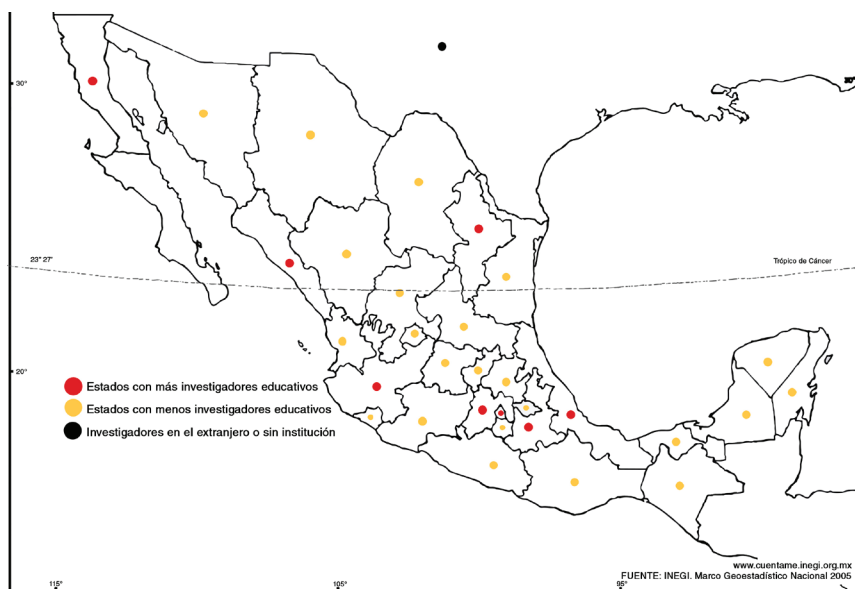 30°
30°
23° 27'
Trópico de Cáncer
20°
Estados con más investigadores educativos
Estados con menos investigadores educativos
Investigadores en el extranjero o sin institución
www.cuentame.inegi.org.mx
FUENTE: INEGI. Marco Geoestadístico Nacional 2005
115°
105°
95°